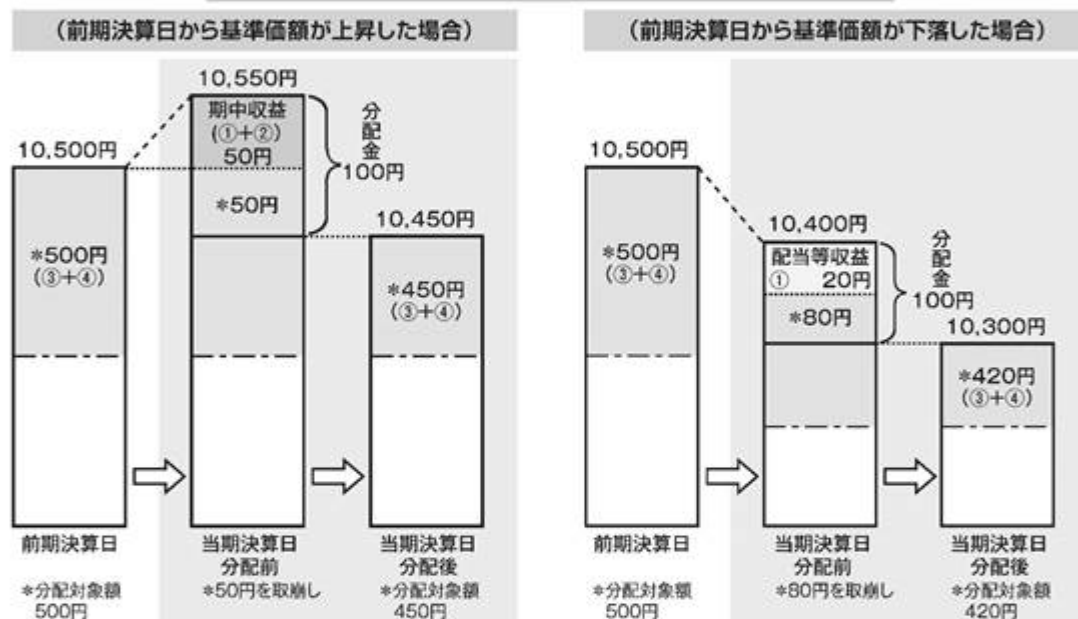 （前期決算日から基準価額が上昇した場合）
10,550円
期中収益
（①＋②）
50円
＊50円
分配金
100円
10,500円
＊500円
（③＋④）
10,450円
＊450円
（③＋④）
前期決算日
当期決算日
分配前
当期決算日
分配後
＊分配対象額
500円
＊50円を取崩し
＊分配対象額
450円
（前期決算日から基準価額が下落した場合）
10,500円
＊500円
（③＋④）
10,400円
配当等収益
① 20円
＊80円
分配金
100円
10,300円
＊420円
（③＋④）
前期決算日
当期決算日
分配前
当期決算日
分配後
＊分配対象額
500円
＊80円を取崩し
＊分配対象額
420円